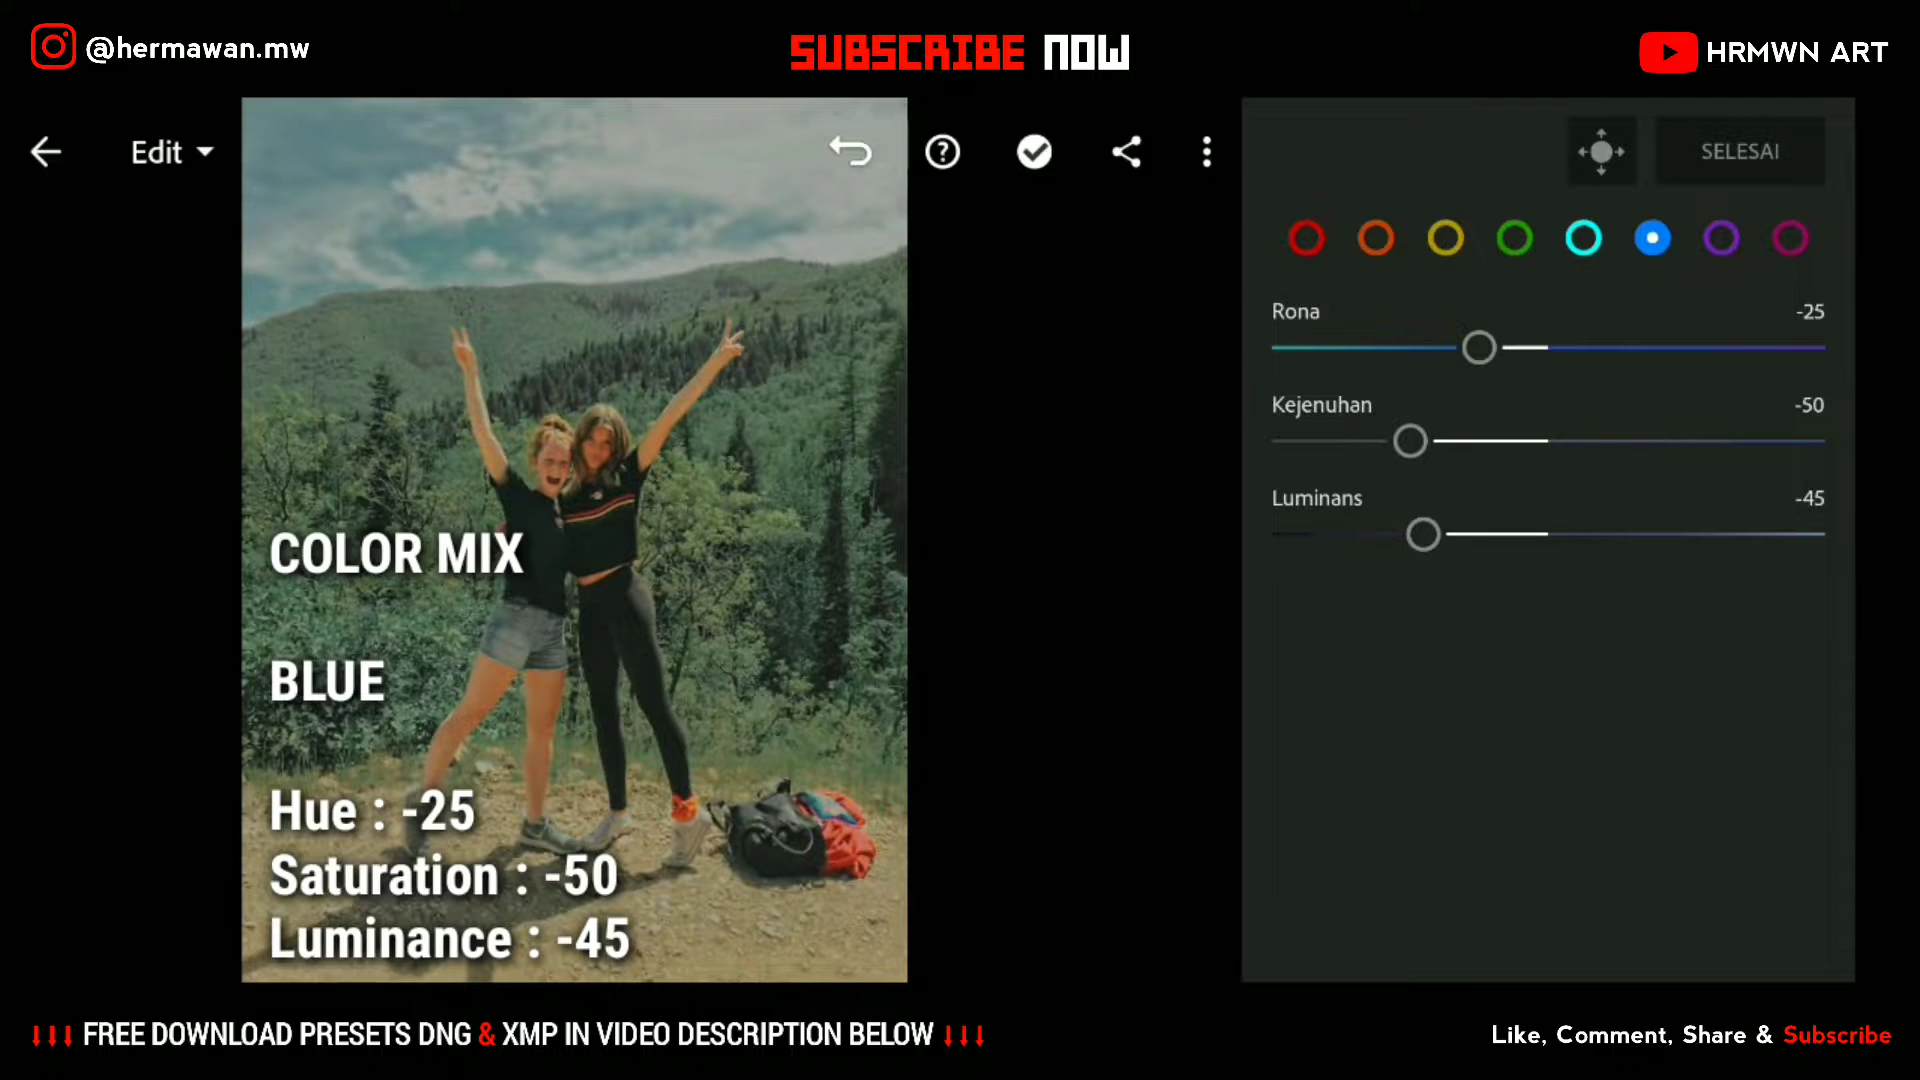 @hermawan.mw
SUBSCRIBE NOW
HRMWN ART
Edit
SELESAI
Rona -25
Kejenuhan -50
Luminans -45
COLOR MIX
BLUE
Hue : -25
Saturation : -50
Luminance : -45
↓↓↓ FREE DOWNLOAD PRESETS DNG & XMP IN VIDEO DESCRIPTION BELOW ↓↓↓
Like, Comment, Share & Subscribe